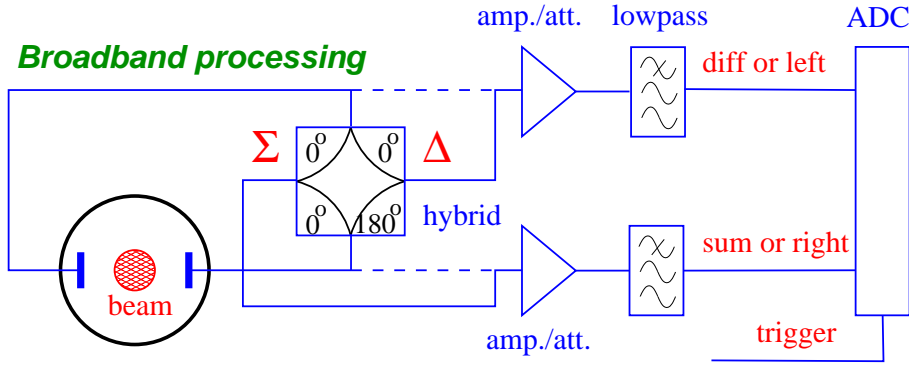 amp./att. lowpass ADC
Broadband processing
diff or left
Σ 0° 0° Δ
0° 180° hybrid
sum or right
beam
amp./att.
trigger